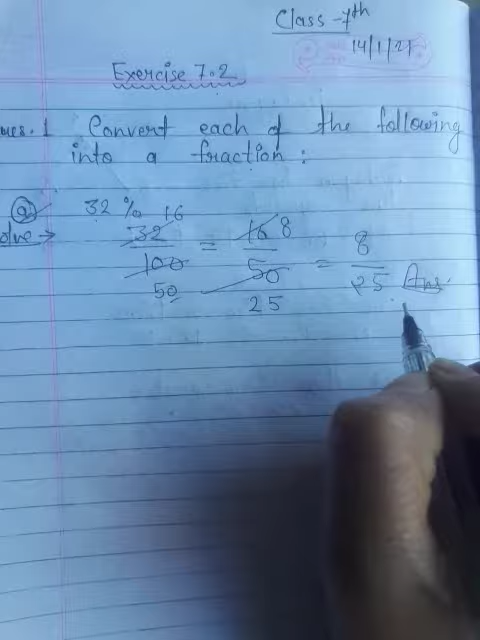 Class - 7th
14/1/21
Exercise 7.2
Ques. 1 Convert each of the following
into a fraction :
(a) 32 %
Solve → 32/100 16 50 = 16/50 8 25 = 8/25 Ans.